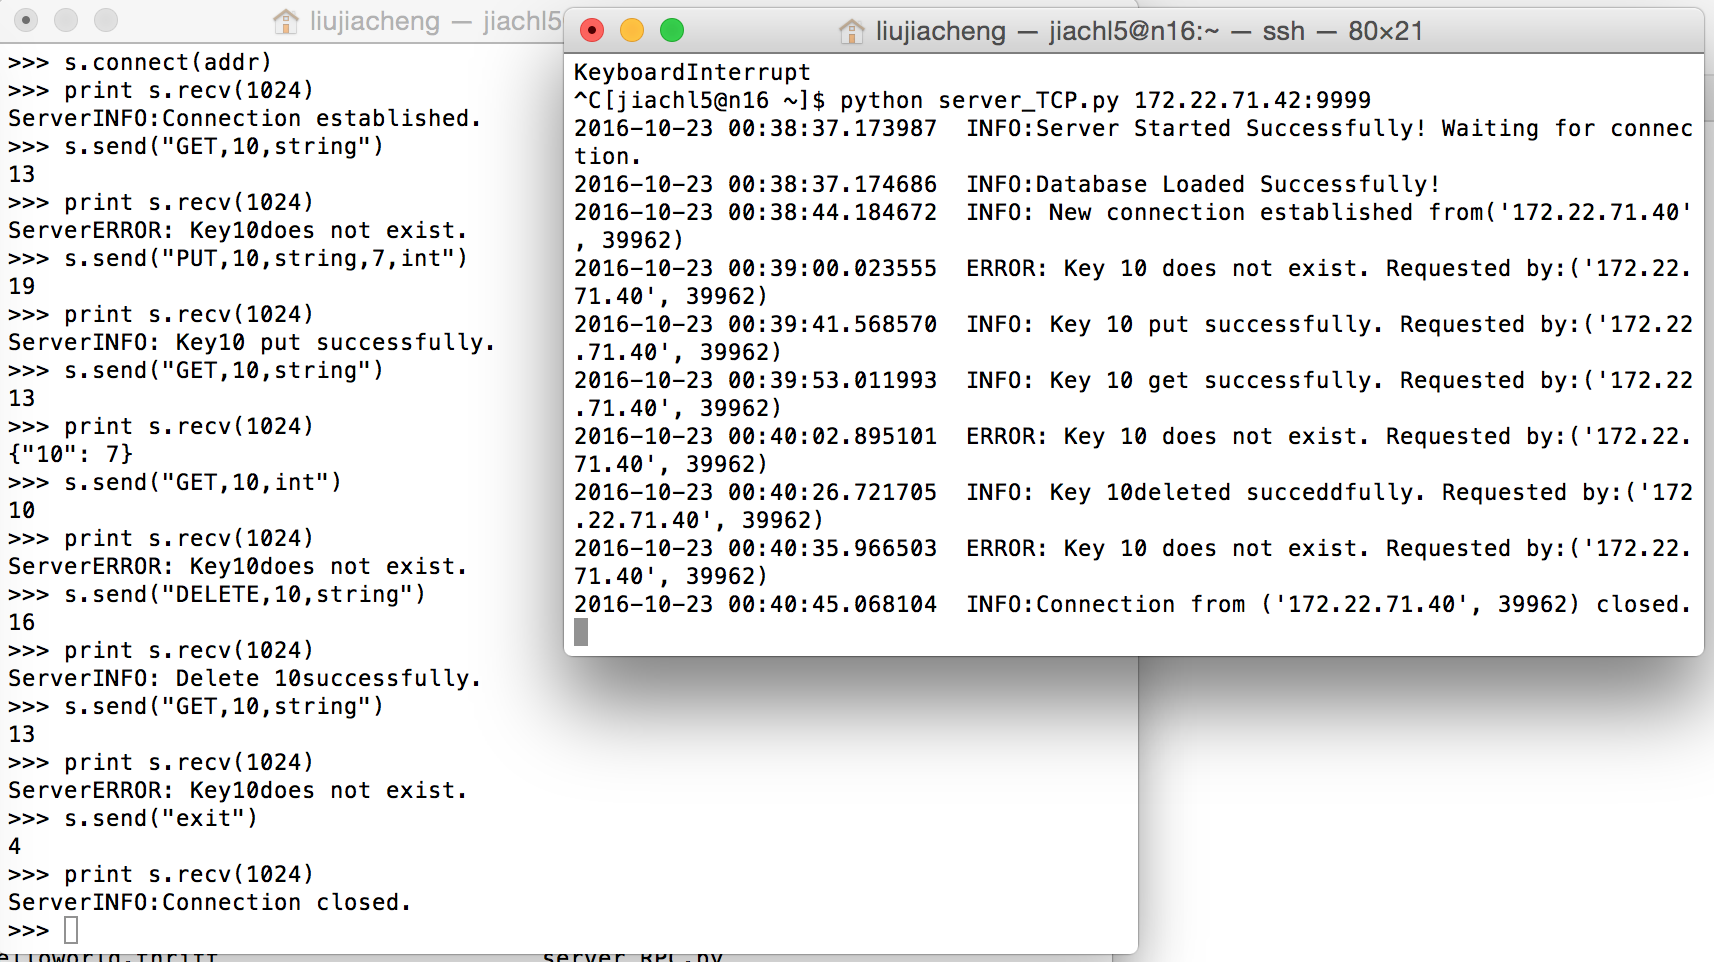 liujiacheng — jiachl5
>>> s.connect(addr)
>>> print s.recv(1024)
ServerINFO:Connection established.
>>> s.send("GET,10,string")
13
>>> print s.recv(1024)
ServerERROR: Key10does not exist.
>>> s.send("PUT,10,string,7,int")
19
>>> print s.recv(1024)
ServerINFO: Key10 put successfully.
>>> s.send("GET,10,string")
13
>>> print s.recv(1024)
{"10": 7}
>>> s.send("GET,10,int")
10
>>> print s.recv(1024)
ServerERROR: Key10does not exist.
>>> s.send("DELETE,10,string")
16
>>> print s.recv(1024)
ServerINFO: Delete 10successfully.
>>> s.send("GET,10,string")
13
>>> print s.recv(1024)
ServerERROR: Key10does not exist.
>>> s.send("exit")
4
>>> print s.recv(1024)
ServerINFO:Connection closed.
>>>
liujiacheng — jiachl5@n16:~ — ssh — 80×21
KeyboardInterrupt
^C[jiachl5@n16 ~]$ python server_TCP.py 172.22.71.42:9999
2016-10-23 00:38:37.173987  INFO:Server Started Successfully! Waiting for connec
tion.
2016-10-23 00:38:37.174686  INFO:Database Loaded Successfully!
2016-10-23 00:38:44.184672  INFO: New connection established from('172.22.71.40'
, 39962)
2016-10-23 00:39:00.023555  ERROR: Key 10 does not exist. Requested by:('172.22.
71.40', 39962)
2016-10-23 00:39:41.568570  INFO: Key 10 put successfully. Requested by:('172.22
.71.40', 39962)
2016-10-23 00:39:53.011993  INFO: Key 10 get successfully. Requested by:('172.22
.71.40', 39962)
2016-10-23 00:40:02.895101  ERROR: Key 10 does not exist. Requested by:('172.22.
71.40', 39962)
2016-10-23 00:40:26.721705  INFO: Key 10deleted succeddfully. Requested by:('172
.22.71.40', 39962)
2016-10-23 00:40:35.966503  ERROR: Key 10 does not exist. Requested by:('172.22.
71.40', 39962)
2016-10-23 00:40:45.068104  INFO:Connection from ('172.22.71.40', 39962) closed.
elloworld.thrift server_RPC.py